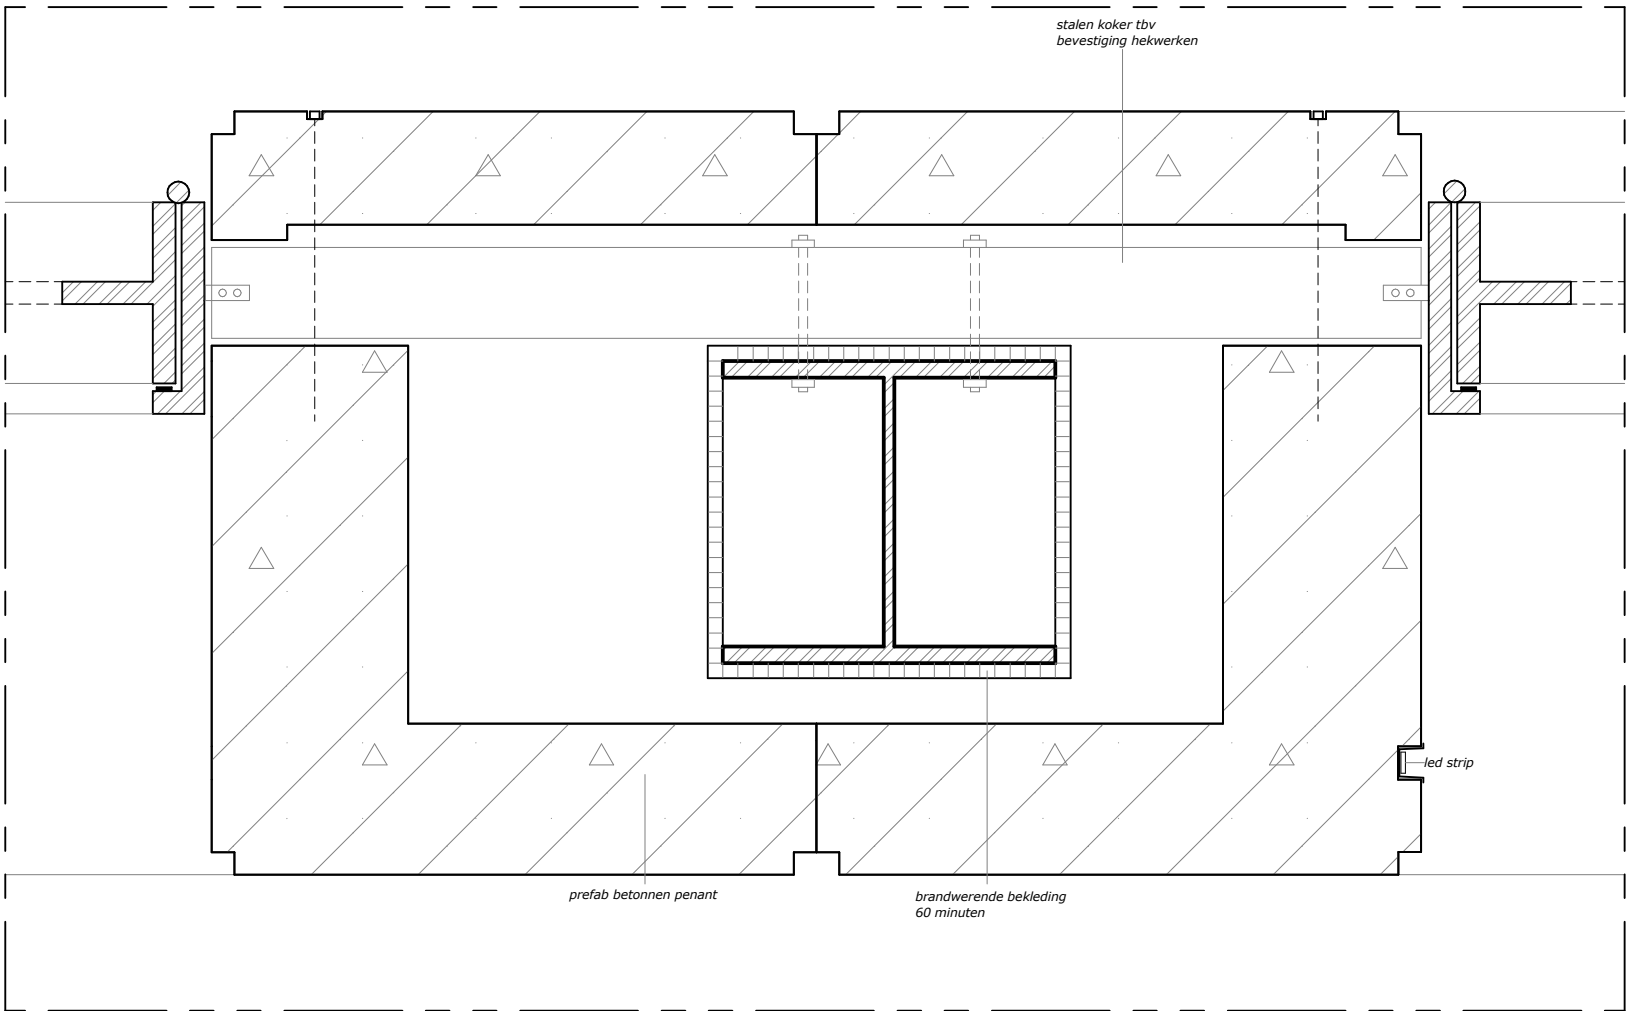 stalen koker tbv
bevestiging hekwerken
led strip
prefab betonnen penant
brandwerende bekleding
60 minuten